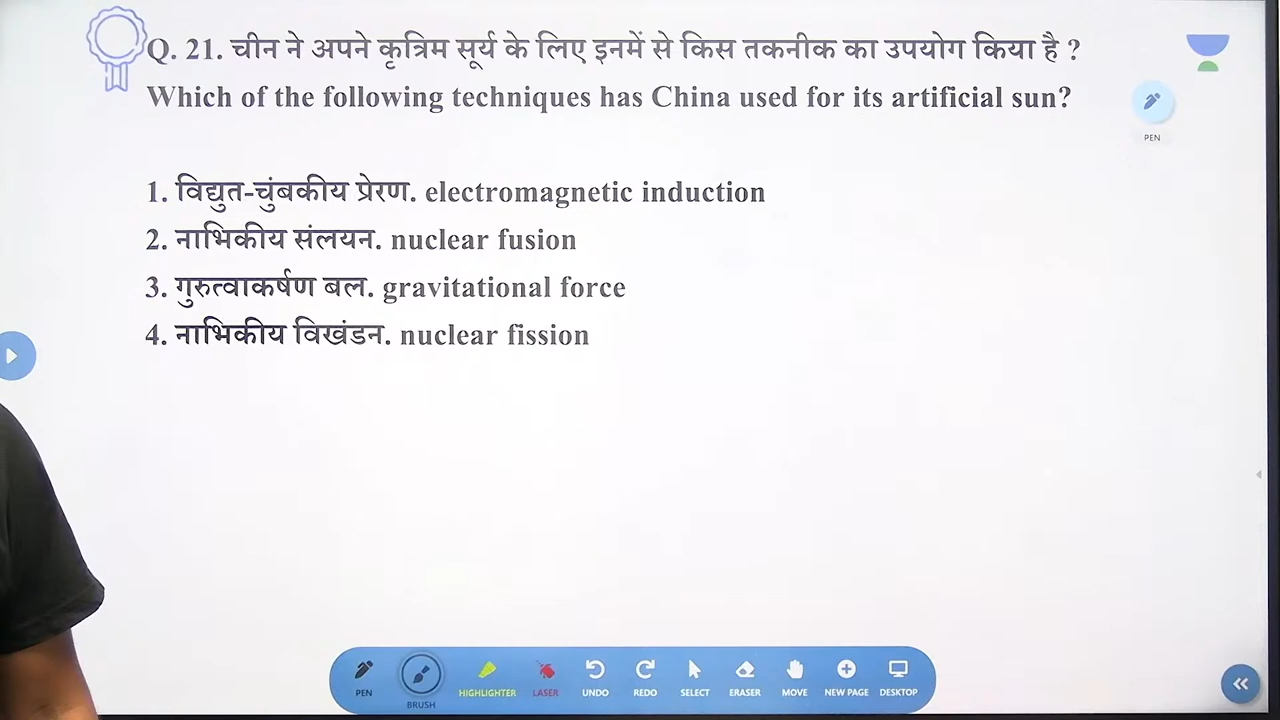 Q. 21. चीन ने अपने कृत्रिम सूर्य के लिए इनमें से किस तकनीक का उपयोग किया है ?
Which of the following techniques has China used for its artificial sun?
PEN
1. विद्युत-चुंबकीय प्रेरण. electromagnetic induction
2. नाभिकीय संलयन. nuclear fusion
3. गुरुत्वाकर्षण बल. gravitational force
4. नाभिकीय विखंडन. nuclear fission
PEN BRUSH HIGHLIGHTER LASER UNDO REDO SELECT ERASER MOVE NEW PAGE DESKTOP